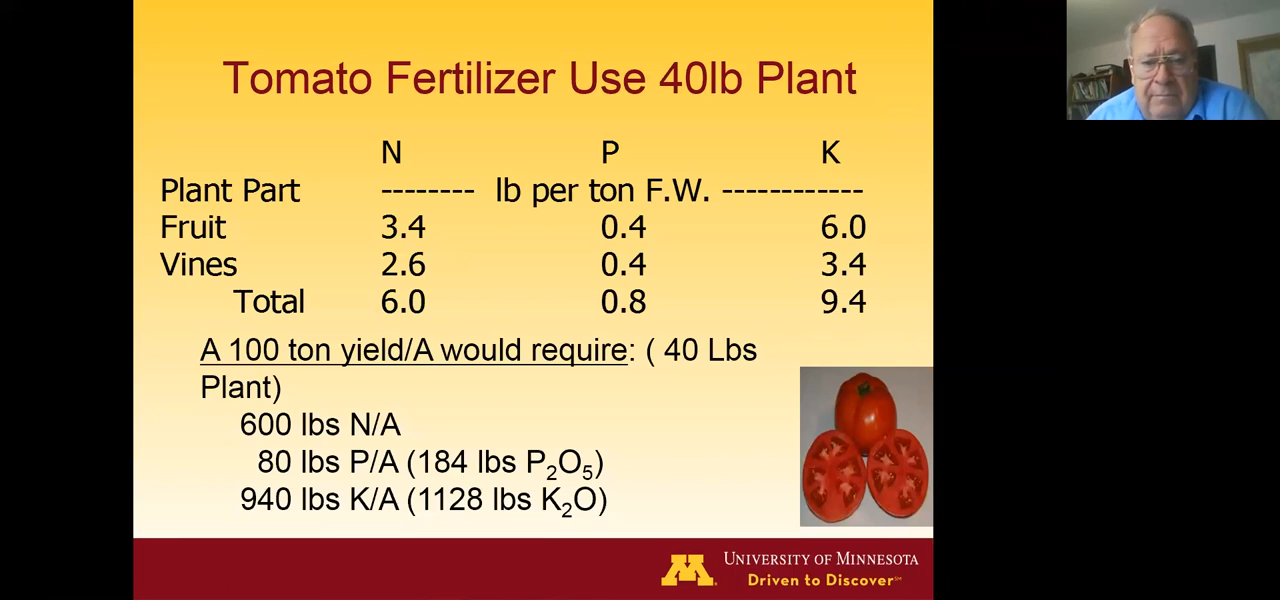 Tomato Fertilizer Use 40lb Plant
N P K
Plant Part -------- lb per ton F.W. ------------
Fruit 3.4 0.4 6.0
Vines 2.6 0.4 3.4
Total 6.0 0.8 9.4
A 100 ton yield/A would require: ( 40 Lbs
Plant)
600 lbs N/A
80 lbs P/A (184 lbs P₂O₅)
940 lbs K/A (1128 lbs K₂O)
M
UNIVERSITY OF MINNESOTA
Driven to Discover℠